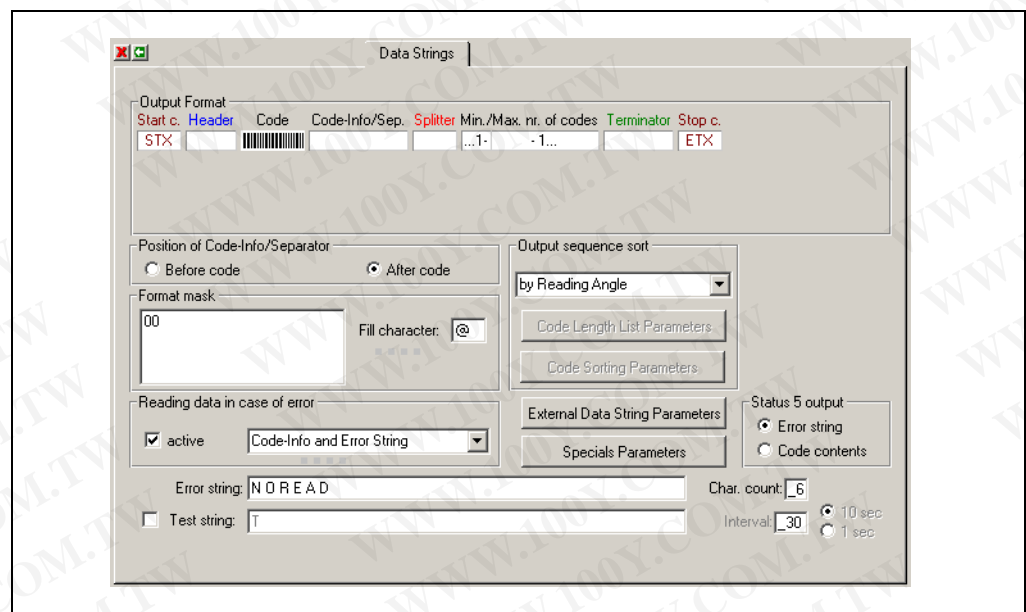 Data Strings
Output Format
Start c. Header Code Code-Info/Sep. Splitter Min./Max. nr. of codes Terminator Stop c.
STX ...1- - 1... ETX
Position of Code-Info/Separator
Before code After code
Output sequence sort
by Reading Angle
Format mask
00
Fill character: @
Code Length List Parameters
Code Sorting Parameters
Reading data in case of error
active Code-Info and Error String
External Data String Parameters
Specials Parameters
Status 5 output
Error string
Code contents
Error string: N O R E A D Char. count: _6
Test string: T Interval: _30 10 sec
1 sec
WWW.100Y.COM.TW